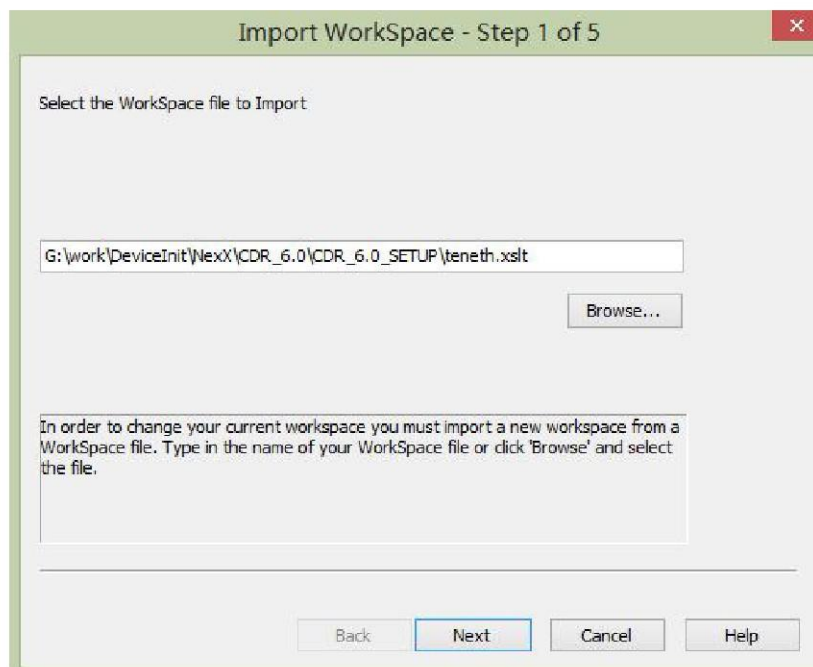 Import WorkSpace - Step 1 of 5
Select the WorkSpace file to Import
G:\work\DeviceInit\NexX\CDR_6.0\CDR_6.0_SETUP\teneth.xslt
Browse...
In order to change your current workspace you must import a new workspace from a
WorkSpace file. Type in the name of your WorkSpace file or click 'Browse' and select
the file.
Back Next Cancel Help